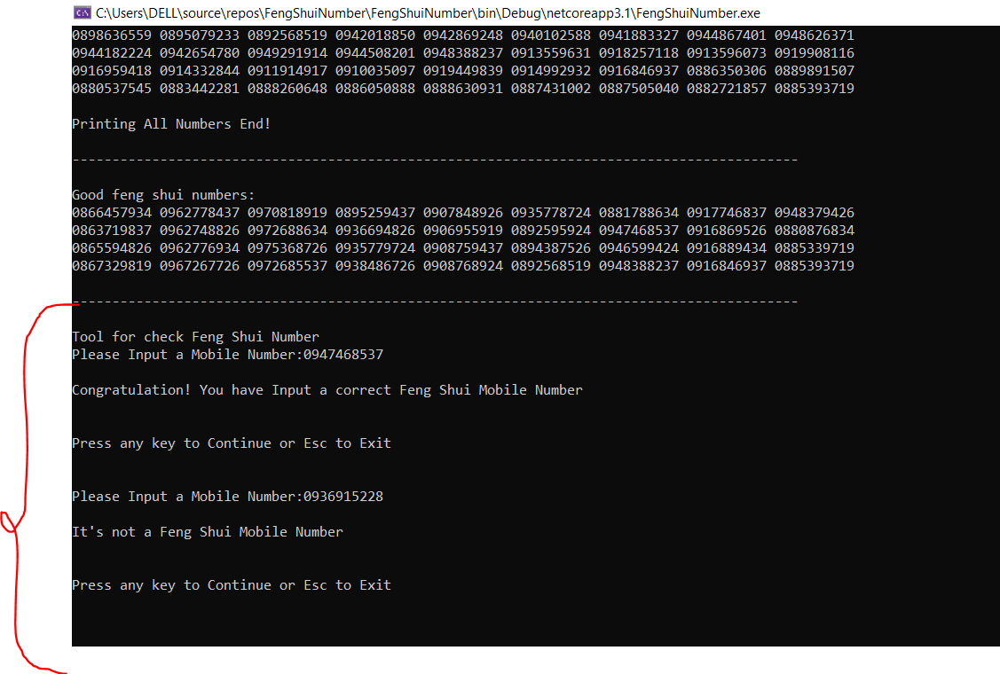 C:\Users\DELL\source\repos\FengShuiNumber\FengShuiNumber\bin\Debug\netcoreapp3.1\FengShuiNumber.exe
0898636559 0895079233 0892568519 0942018850 0942869248 0940102588 0941883327 0944867401 0948626371
0944182224 0942654780 0949291914 0944508201 0948388237 0913559631 0918257118 0913596073 0919908116
0916959418 0914332844 0911914917 0910035097 0919449839 0914992932 0916846937 0886350306 0889891507
0880537545 0883442281 0888260648 0886050888 0888630931 0887431002 0887505040 0882721857 0885393719
Printing All Numbers End!
-------------------------------------------------------------------------------------------
Good feng shui numbers:
0866457934 0962778437 0970818919 0895259437 0907848926 0935778724 0881788634 0917746837 0948379426
0863719837 0962748826 0972688634 0936694826 0906955919 0892595924 0947468537 0916869526 0880876834
0865594826 0962776934 0975368726 0935779724 0908759437 0894387526 0946599424 0916889434 0885339719
0867329819 0967267726 0972685537 0938486726 0908768924 0892568519 0948388237 0916846937 0885393719
-------------------------------------------------------------------------------------------
Tool for check Feng Shui Number
Please Input a Mobile Number:0947468537
Congratulation! You have Input a correct Feng Shui Mobile Number
Press any key to Continue or Esc to Exit
Please Input a Mobile Number:0936915228
It's not a Feng Shui Mobile Number
Press any key to Continue or Esc to Exit